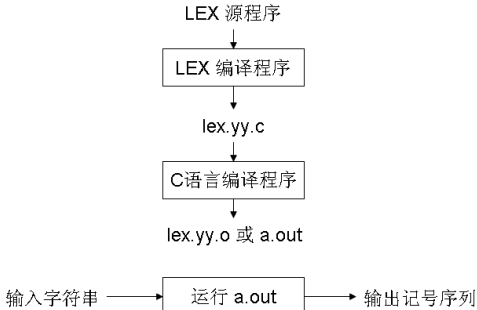 LEX 源程序
LEX 编译程序
lex.yy.c
C语言编译程序
lex.yy.o 或 a.out
输入字符串
运行 a.out
输出记号序列